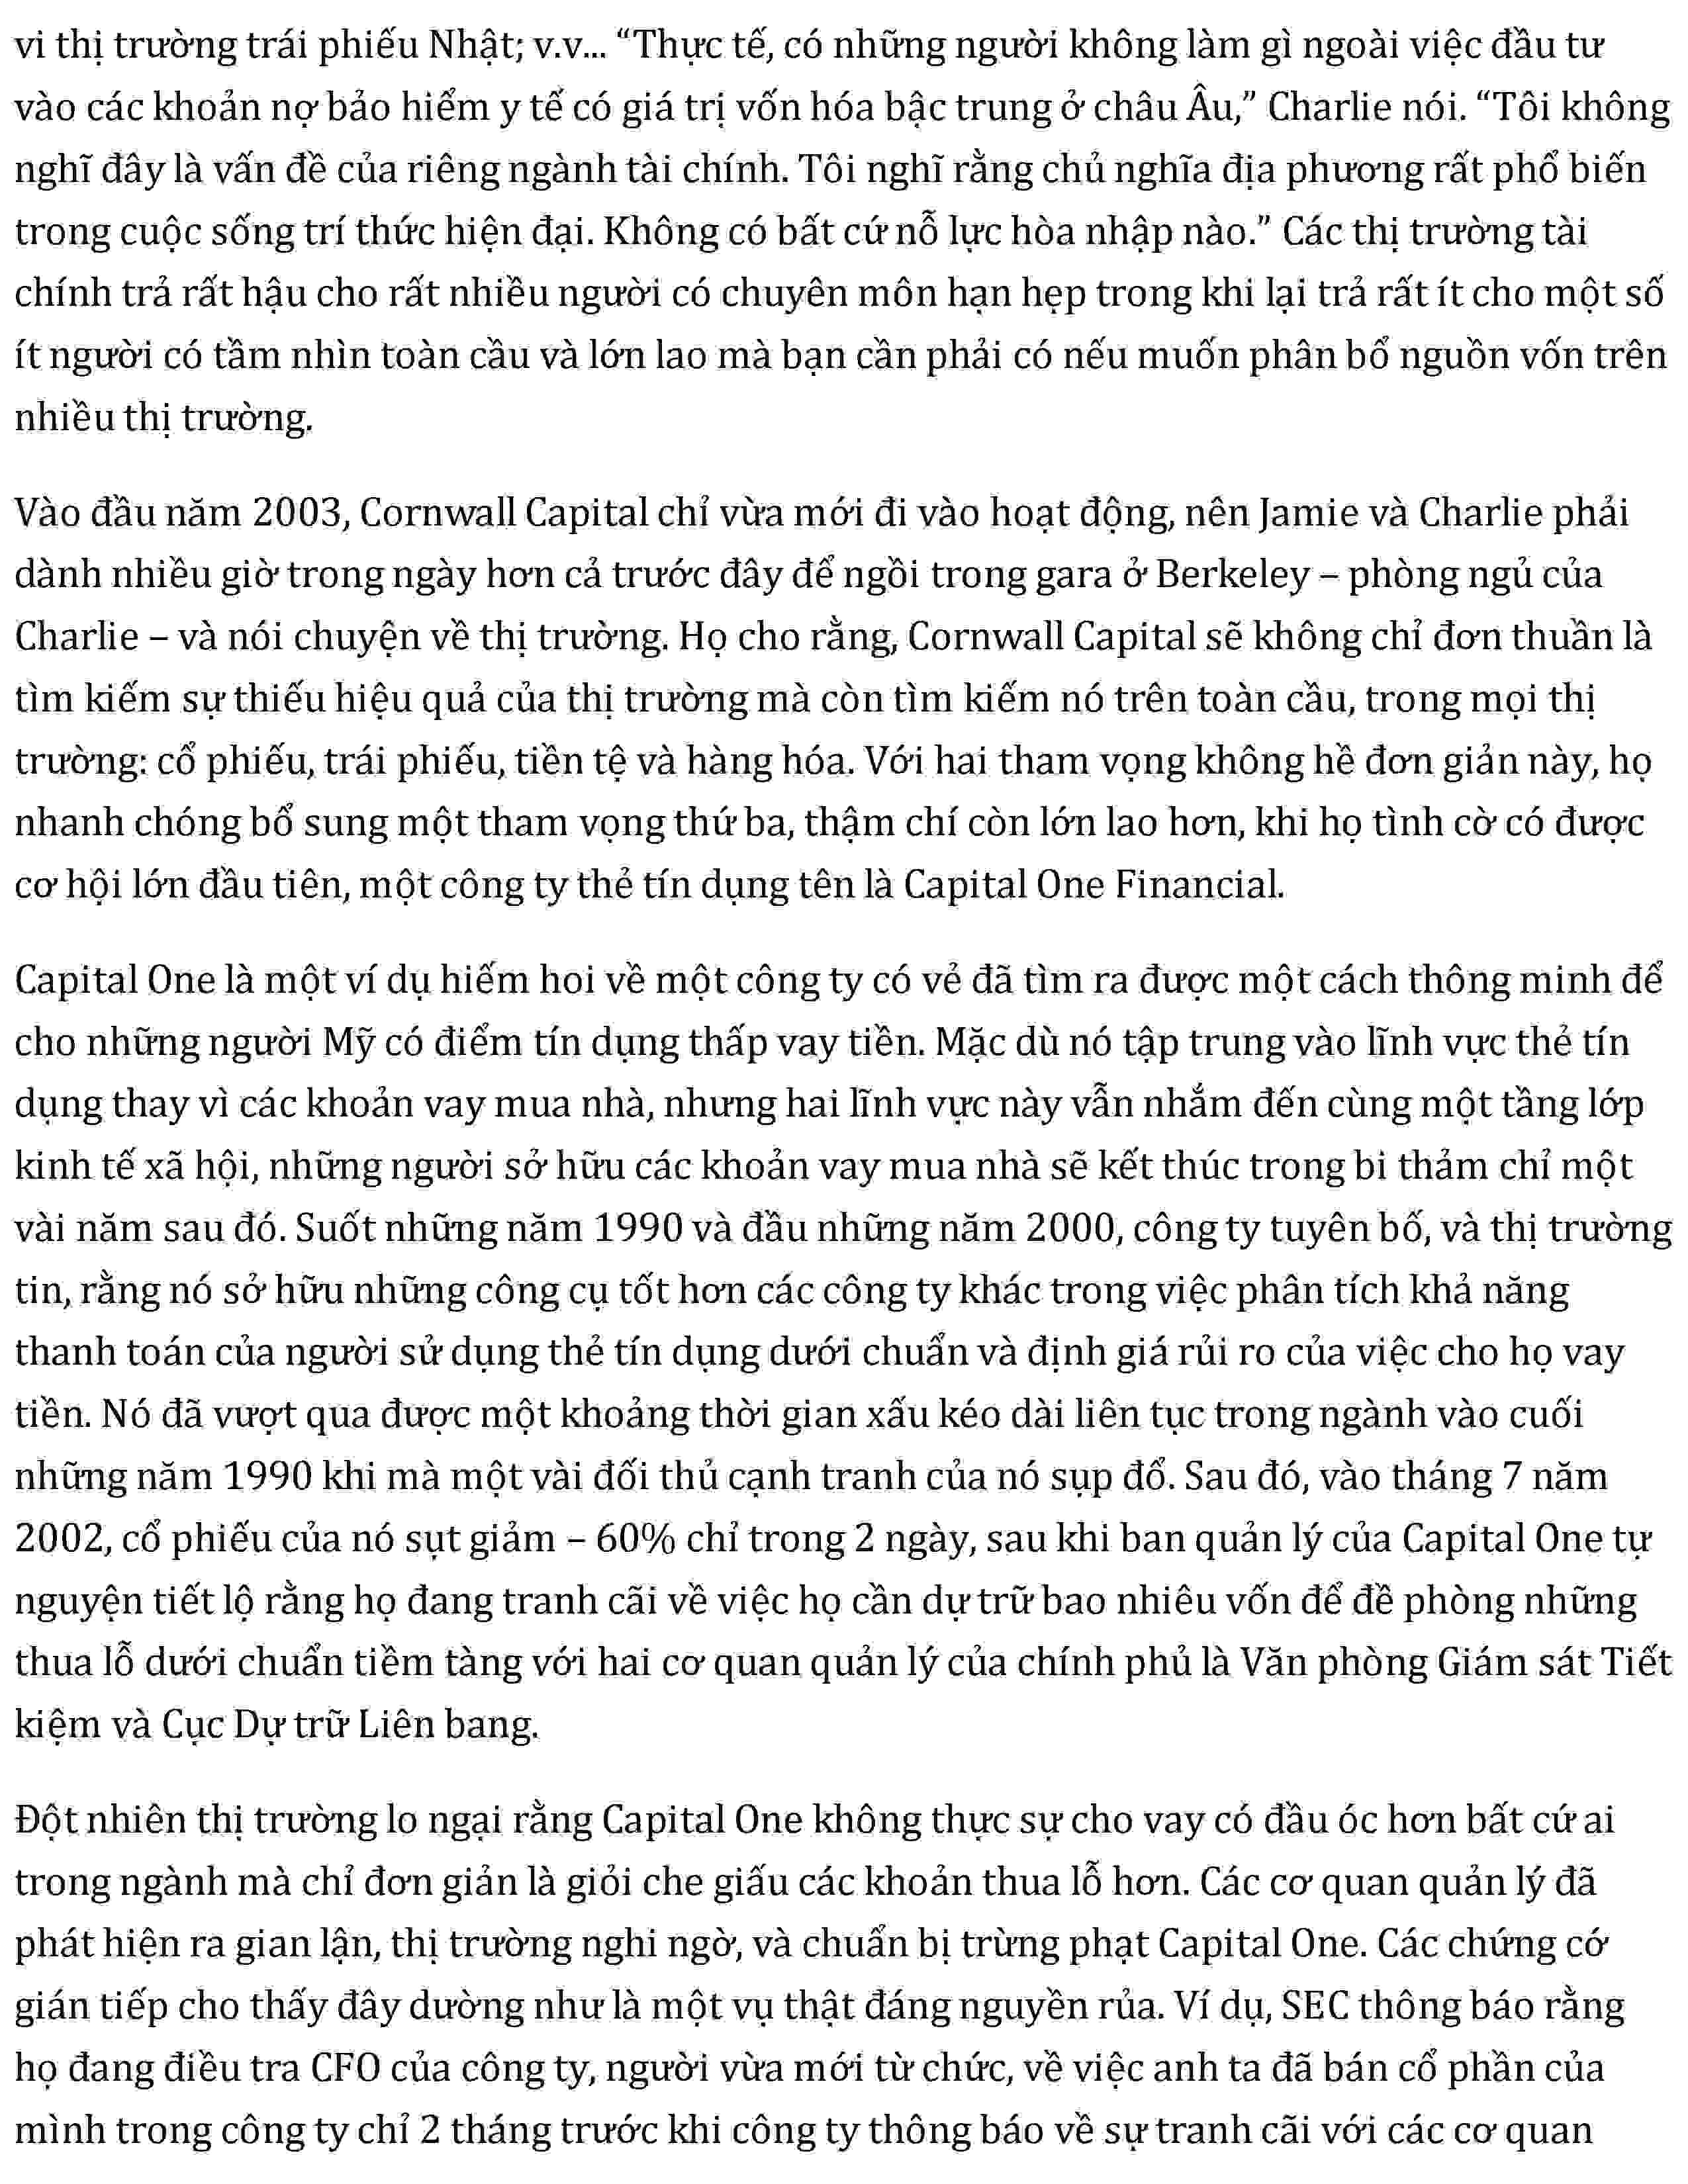 vi thị trường trái phiếu Nhật; v.v... “Thực tế, có những người không làm gì ngoài việc đầu tư
vào các khoản nợ bảo hiểm y tế có giá trị vốn hóa bậc trung ở châu Âu,” Charlie nói. “Tôi không
nghĩ đây là vấn đề của riêng ngành tài chính. Tôi nghĩ rằng chủ nghĩa địa phương rất phổ biến
trong cuộc sống trí thức hiện đại. Không có bất cứ nỗ lực hòa nhập nào.” Các thị trường tài
chính trả rất hậu cho rất nhiều người có chuyên môn hạn hẹp trong khi lại trả rất ít cho một số
ít người có tầm nhìn toàn cầu và lớn lao mà bạn cần phải có nếu muốn phân bổ nguồn vốn trên
nhiều thị trường.
Vào đầu năm 2003, Cornwall Capital chỉ vừa mới đi vào hoạt động, nên Jamie và Charlie phải
dành nhiều giờ trong ngày hơn cả trước đây để ngồi trong gara ở Berkeley – phòng ngủ của
Charlie – và nói chuyện về thị trường. Họ cho rằng, Cornwall Capital sẽ không chỉ đơn thuần là
tìm kiếm sự thiếu hiệu quả của thị trường mà còn tìm kiếm nó trên toàn cầu, trong mọi thị
trường: cổ phiếu, trái phiếu, tiền tệ và hàng hóa. Với hai tham vọng không hề đơn giản này, họ
nhanh chóng bổ sung một tham vọng thứ ba, thậm chí còn lớn lao hơn, khi họ tình cờ có được
cơ hội lớn đầu tiên, một công ty thẻ tín dụng tên là Capital One Financial.
Capital One là một ví dụ hiếm hoi về một công ty có vẻ đã tìm ra được một cách thông minh để
cho những người Mỹ có điểm tín dụng thấp vay tiền. Mặc dù nó tập trung vào lĩnh vực thẻ tín
dụng thay vì các khoản vay mua nhà, nhưng hai lĩnh vực này vẫn nhắm đến cùng một tầng lớp
kinh tế xã hội, những người sở hữu các khoản vay mua nhà sẽ kết thúc trong bi thảm chỉ một
vài năm sau đó. Suốt những năm 1990 và đầu những năm 2000, công ty tuyên bố, và thị trường
tin, rằng nó sở hữu những công cụ tốt hơn các công ty khác trong việc phân tích khả năng
thanh toán của người sử dụng thẻ tín dụng dưới chuẩn và định giá rủi ro của việc cho họ vay
tiền. Nó đã vượt qua được một khoảng thời gian xấu kéo dài liên tục trong ngành vào cuối
những năm 1990 khi mà một vài đối thủ cạnh tranh của nó sụp đổ. Sau đó, vào tháng 7 năm
2002, cổ phiếu của nó sụt giảm – 60% chỉ trong 2 ngày, sau khi ban quản lý của Capital One tự
nguyện tiết lộ rằng họ đang tranh cãi về việc họ cần dự trữ bao nhiêu vốn để đề phòng những
thua lỗ dưới chuẩn tiềm tàng với hai cơ quan quản lý của chính phủ là Văn phòng Giám sát Tiết
kiệm và Cục Dự trữ Liên bang.
Đột nhiên thị trường lo ngại rằng Capital One không thực sự cho vay có đầu óc hơn bất cứ ai
trong ngành mà chỉ đơn giản là giỏi che giấu các khoản thua lỗ hơn. Các cơ quan quản lý đã
phát hiện ra gian lận, thị trường nghi ngờ, và chuẩn bị trừng phạt Capital One. Các chứng cớ
gián tiếp cho thấy đây dường như là một vụ thật đáng nguyền rủa. Ví dụ, SEC thông báo rằng
họ đang điều tra CFO của công ty, người vừa mới từ chức, về việc anh ta đã bán cổ phần của
mình trong công ty chỉ 2 tháng trước khi công ty thông báo về sự tranh cãi với các cơ quan